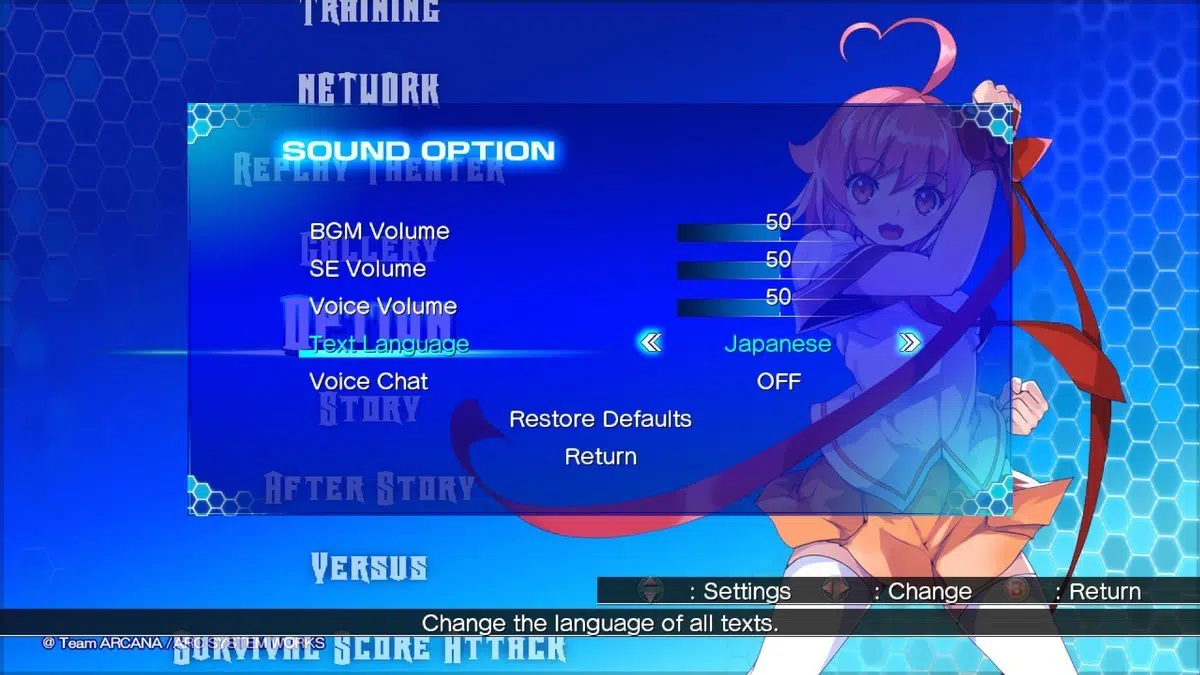 TRAINING
NETWORK
SOUND OPTION
REPLAY THEATER
BGM Volume 50
GALLERY
SE Volume 50
Voice Volume 50
OPTION
Text Language Japanese
Voice Chat OFF
STORY
Restore Defaults
Return
AFTER STORY
VERSUS
B
: Settings : Change : Return
Change the language of all texts.
@ Team ARCANA / ARC SYSTEM WORKS
SURVIVAL SCORE ATTACK